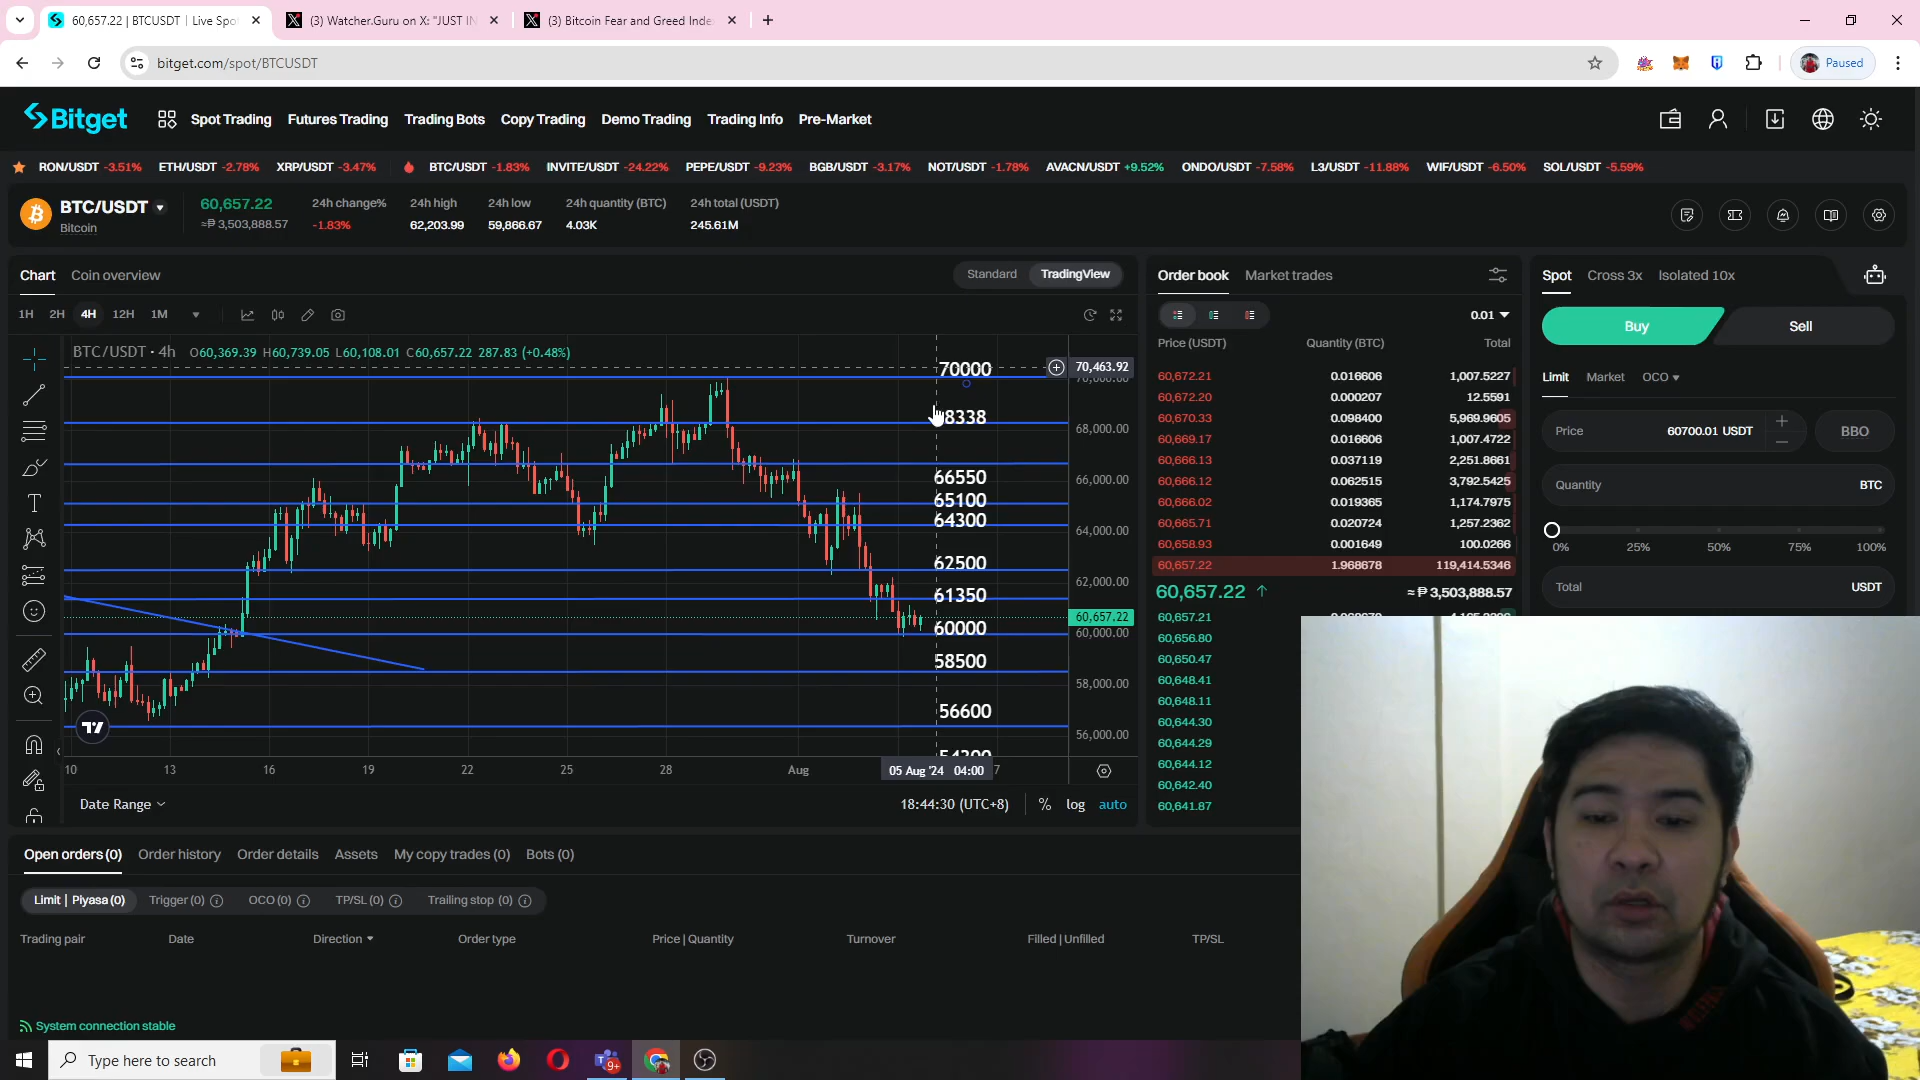 60,657.22 | BTCUSDT | Live Spo
(3) Watcher.Guru on X: "JUST IN
(3) Bitcoin Fear and Greed Inde
bitget.com/spot/BTCUSDT
Paused
Bitget
Spot Trading Futures Trading Trading Bots Copy Trading Demo Trading Trading Info Pre-Market
RON/USDT -3.51% ETH/USDT -2.78% XRP/USDT -3.47% BTC/USDT -1.83% INVITE/USDT -24.22% PEPE/USDT -9.23% BGB/USDT -3.17% NOT/USDT -1.78% AVACN/USDT +9.52% ONDO/USDT -7.58% L3/USDT -11.88% WIF/USDT -6.50% SOL/USDT -5.59%
BTC/USDT
Bitcoin
60,657.22
≈₱ 3,503,888.57
24h change%
-1.83%
24h high
62,203.99
24h low
59,866.67
24h quantity (BTC)
4.03K
24h total (USDT)
245.61M
Chart Coin overview
Standard TradingView
1H 2H 4H 12H 1M
BTC/USDT · 4h O60,369.39 H60,739.05 L60,108.01 C60,657.22 287.83 (+0.48%)
70000
8338
66550
65100
64300
62500
61350
60000
58500
56600
70,463.92
68,000.00
66,000.00
64,000.00
62,000.00
60,657.22
60,000.00
58,000.00
56,000.00
10 13 16 19 22 25 28 Aug 05 Aug '24 04:00 7
Date Range
18:44:30 (UTC+8) % log auto
Order book Market trades
0.01
Price (USDT) Quantity (BTC) Total
60,672.21 0.016606 1,007.5227
60,672.20 0.000207 12.5591
60,670.33 0.098400 5,969.9605
60,669.17 0.016606 1,007.4722
60,666.13 0.037119 2,251.8661
60,666.12 0.062515 3,792.5425
60,666.02 0.019365 1,174.7975
60,665.71 0.020724 1,257.2362
60,658.93 0.001649 100.0266
60,657.22 1.968678 119,414.5346
60,657.22 ↑ ≈ ₱ 3,503,888.57
60,657.21
60,656.80
60,650.47
60,648.41
60,648.11
60,644.30
60,644.29
60,644.12
60,642.40
60,641.87
Spot Cross 3x Isolated 10x
Buy Sell
Limit Market OCO
Price 60700.01 USDT BBO
Quantity BTC
0% 25% 50% 75% 100%
Total USDT
Open orders (0) Order history Order details Assets My copy trades (0) Bots (0)
Limit | Piyasa (0) Trigger (0) OCO (0) TP/SL (0) Trailing stop (0)
Trading pair Date Direction Order type Price | Quantity Turnover Filled | Unfilled TP/SL
System connection stable
Type here to search
9+